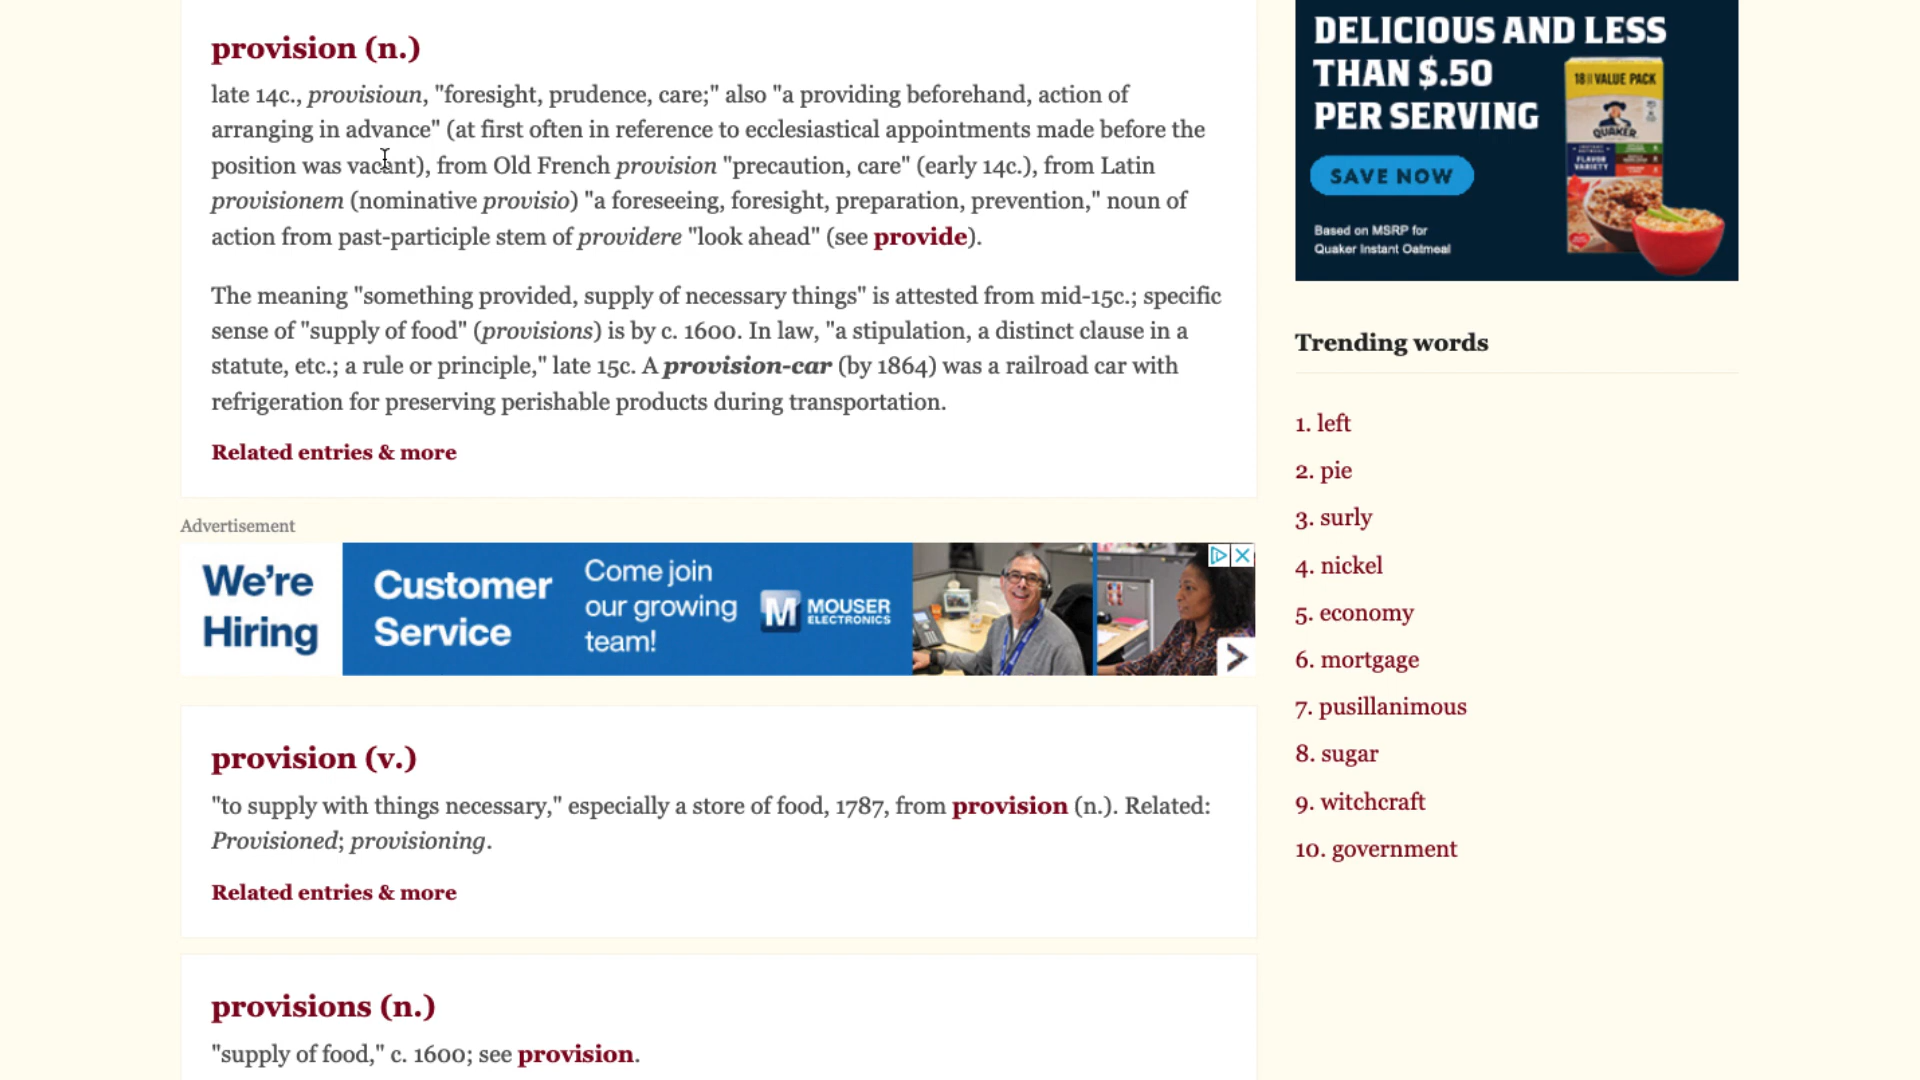 provision (n.)
late 14c., provisioun, "foresight, prudence, care;" also "a providing beforehand, action of
arranging in advance" (at first often in reference to ecclesiastical appointments made before the
position was vacant), from Old French provision "precaution, care" (early 14c.), from Latin
provisionem (nominative provisio) "a foreseeing, foresight, preparation, prevention," noun of
action from past-participle stem of providere "look ahead" (see provide).
The meaning "something provided, supply of necessary things" is attested from mid-15c.; specific
sense of "supply of food" (provisions) is by c. 1600. In law, "a stipulation, a distinct clause in a
statute, etc.; a rule or principle," late 15c. A provision-car (by 1864) was a railroad car with
refrigeration for preserving perishable products during transportation.
Related entries & more
Advertisement
We're
Hiring
Customer
Service
Come join
our growing
team!
M MOUSER
ELECTRONICS
provision (v.)
"to supply with things necessary," especially a store of food, 1787, from provision (n.). Related:
Provisioned; provisioning.
Related entries & more
provisions (n.)
"supply of food," c. 1600; see provision.
DELICIOUS AND LESS
THAN $.50
PER SERVING
SAVE NOW
Based on MSRP for
Quaker Instant Oatmeal
18 VALUE PACK
QUAKER
FLAVOR
VARIETY
Trending words
1. left
2. pie
3. surly
4. nickel
5. economy
6. mortgage
7. pusillanimous
8. sugar
9. witchcraft
10. government